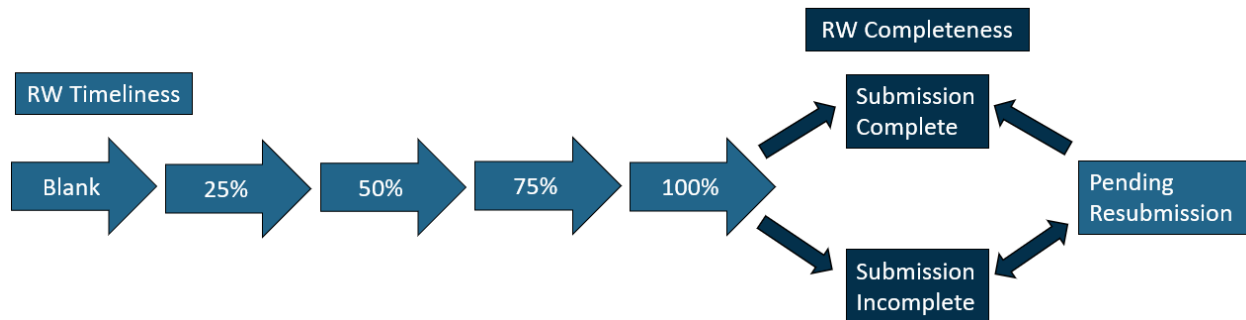 RW Completeness
RW Timeliness
Submission
Complete
Blank
25%
50%
75%
100%
Pending
Resubmission
Submission
Incomplete